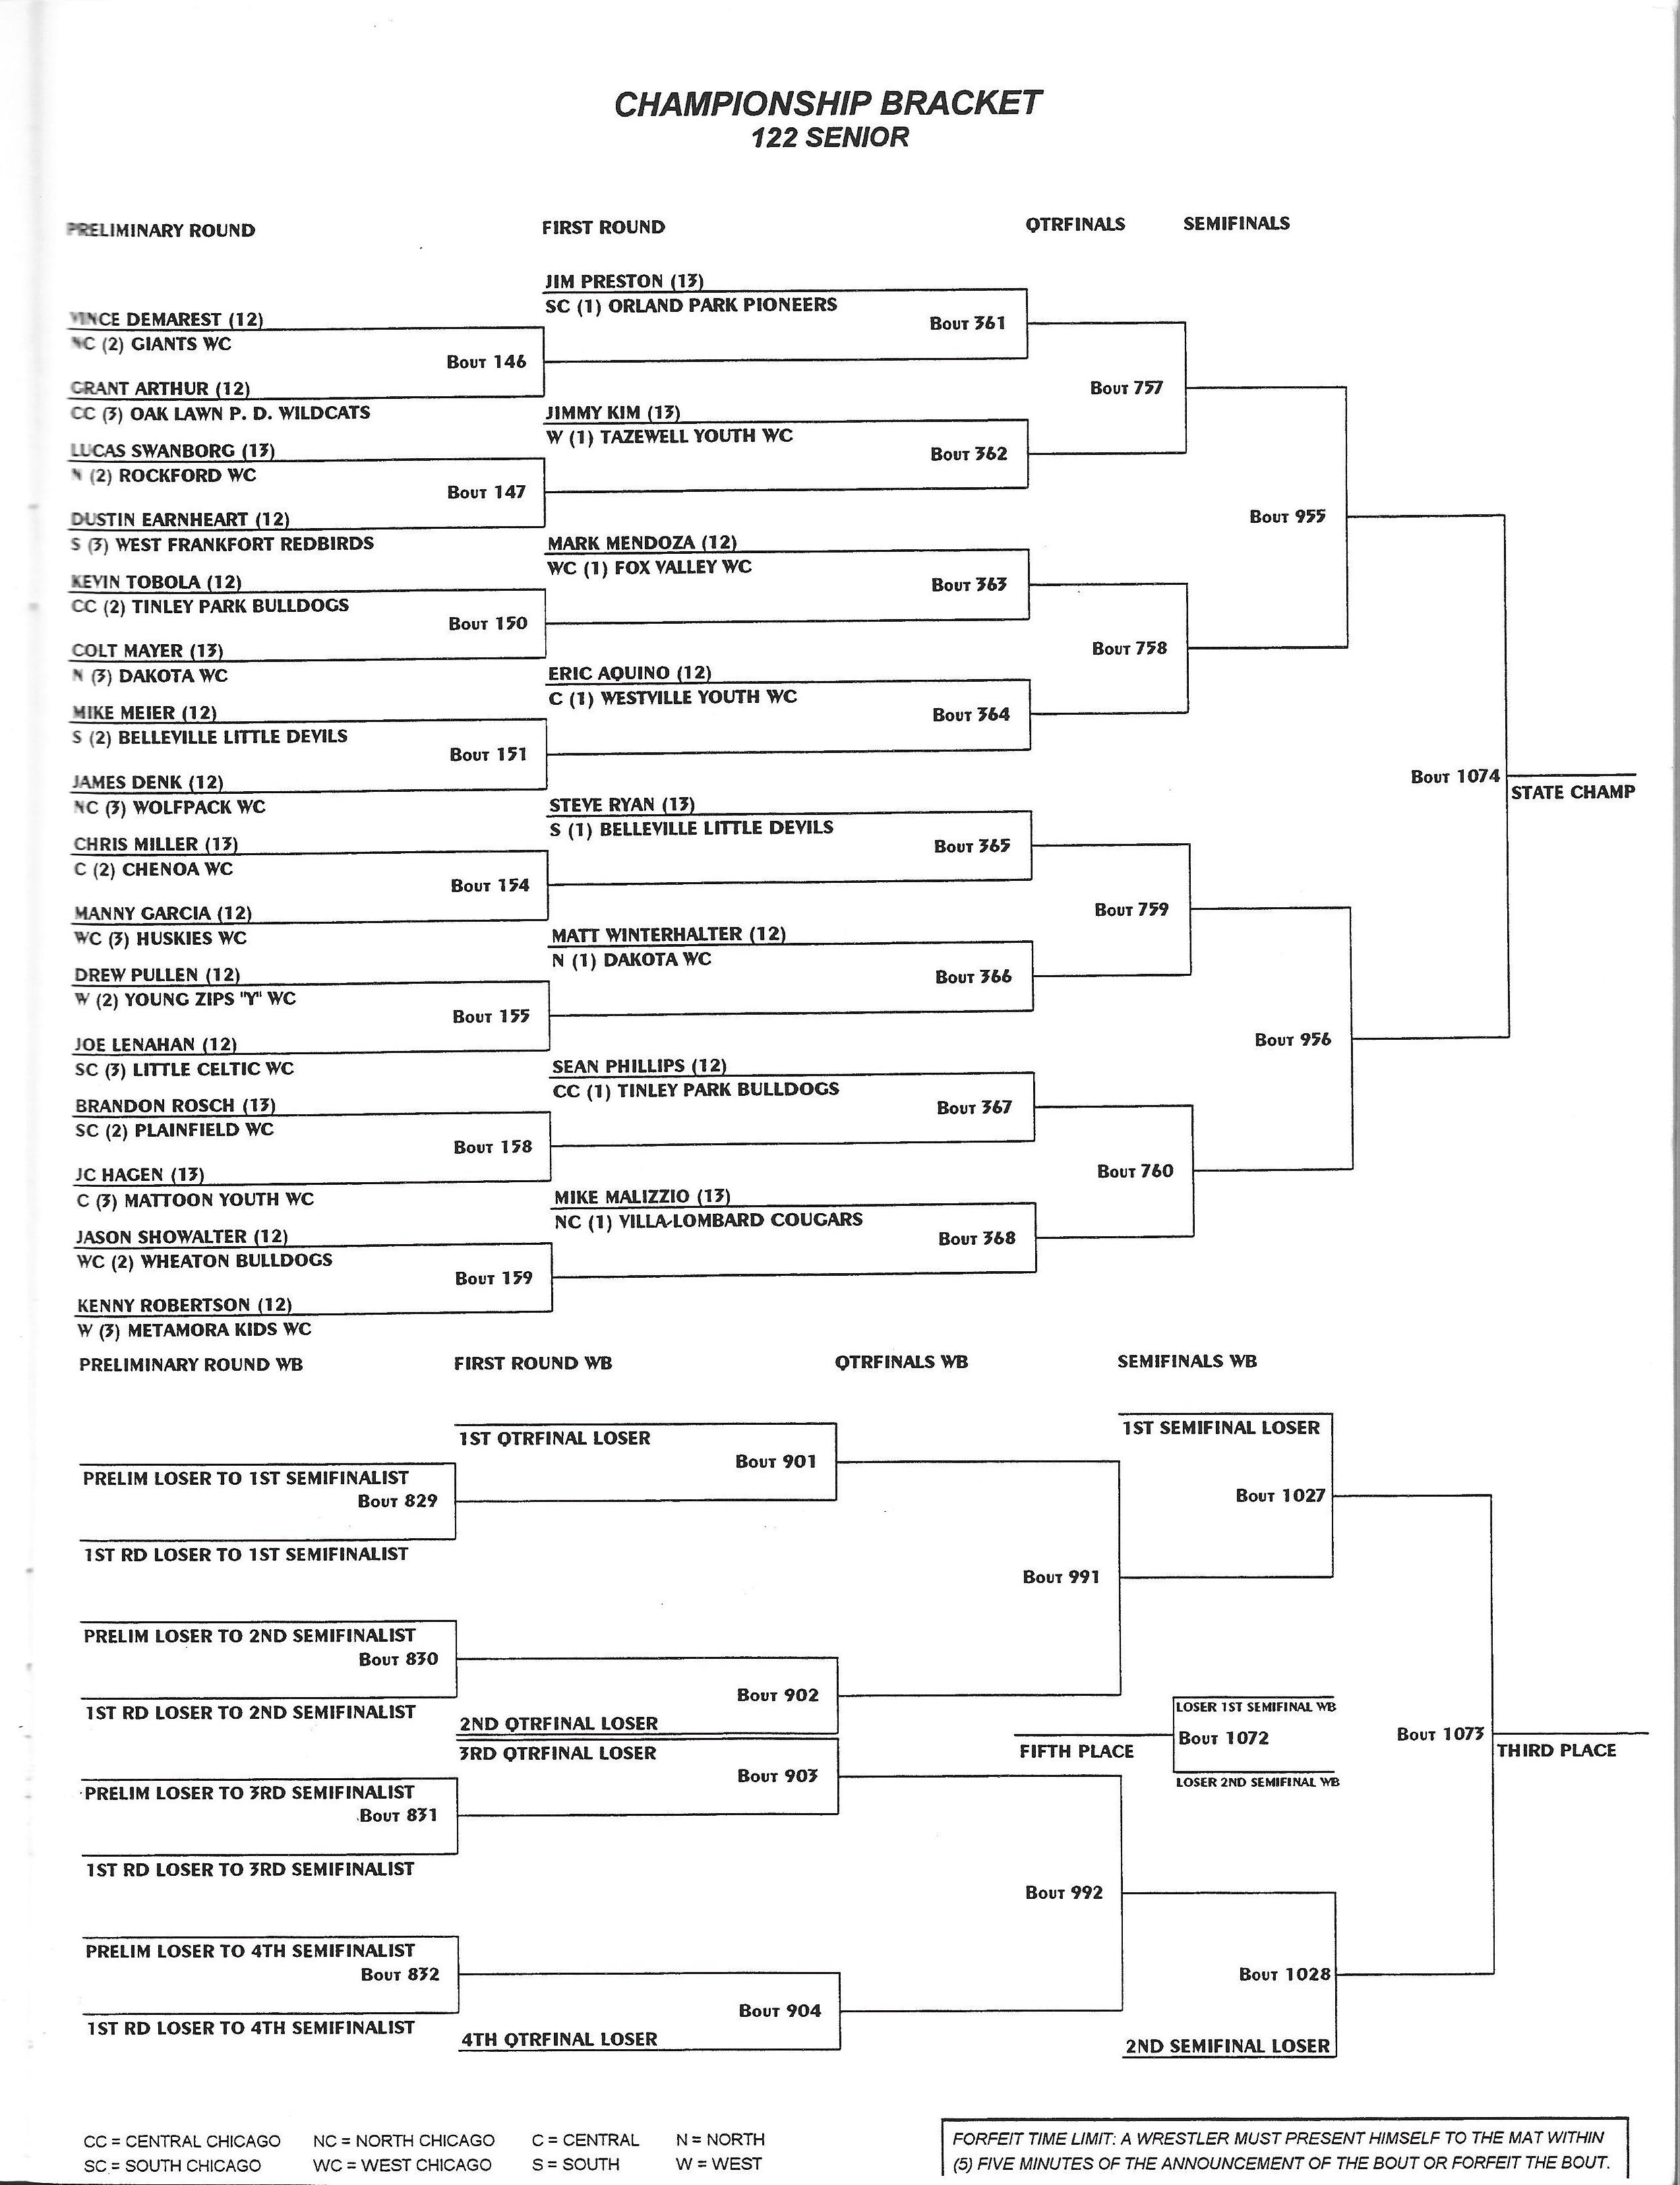 CHAMPIONSHIP BRACKET
122 SENIOR
PRELIMINARY ROUND
FIRST ROUND
QTRFINALS
SEMIFINALS
JIM PRESTON (13)
SC (1) ORLAND PARK PIONEERS
BOUT 361
VINCE DEMAREST (12)
NC (2) GIANTS WC
BOUT 146
GRANT ARTHUR (12)
CC (3) OAK LAWN P. D. WILDCATS
BOUT 757
JIMMY KIM (13)
W (1) TAZEWELL YOUTH WC
BOUT 362
LUCAS SWANBORG (13)
N (2) ROCKFORD WC
BOUT 147
DUSTIN EARNHEART (12)
S (3) WEST FRANKFORT REDBIRDS
BOUT 955
MARK MENDOZA (12)
WC (1) FOX VALLEY WC
BOUT 363
KEVIN TOBOLA (12)
CC (2) TINLEY PARK BULLDOGS
BOUT 150
COLT MAYER (13)
N (3) DAKOTA WC
BOUT 758
ERIC AQUINO (12)
C (1) WESTVILLE YOUTH WC
BOUT 364
MIKE MEIER (12)
S (2) BELLEVILLE LITTLE DEVILS
BOUT 151
JAMES DENK (12)
NC (3) WOLFPACK WC
BOUT 1074
STATE CHAMP
STEVE RYAN (13)
S (1) BELLEVILLE LITTLE DEVILS
BOUT 365
CHRIS MILLER (13)
C (2) CHENOA WC
BOUT 154
MANNY GARCIA (12)
WC (3) HUSKIES WC
BOUT 759
MATT WINTERHALTER (12)
N (1) DAKOTA WC
BOUT 366
DREW PULLEN (12)
W (2) YOUNG ZIPS "Y" WC
BOUT 155
JOE LENAHAN (12)
SC (3) LITTLE CELTIC WC
BOUT 956
SEAN PHILLIPS (12)
CC (1) TINLEY PARK BULLDOGS
BOUT 367
BRANDON ROSCH (13)
SC (2) PLAINFIELD WC
BOUT 158
JC HAGEN (13)
C (3) MATTOON YOUTH WC
BOUT 760
MIKE MALIZZIO (13)
NC (1) VILLA-LOMBARD COUGARS
BOUT 368
JASON SHOWALTER (12)
WC (2) WHEATON BULLDOGS
BOUT 159
KENNY ROBERTSON (12)
W (3) METAMORA KIDS WC
PRELIMINARY ROUND WB
FIRST ROUND WB
QTRFINALS WB
SEMIFINALS WB
1ST QTRFINAL LOSER
BOUT 901
1ST SEMIFINAL LOSER
PRELIM LOSER TO 1ST SEMIFINALIST
BOUT 829
1ST RD LOSER TO 1ST SEMIFINALIST
BOUT 1027
BOUT 991
PRELIM LOSER TO 2ND SEMIFINALIST
BOUT 830
1ST RD LOSER TO 2ND SEMIFINALIST
BOUT 902
2ND QTRFINAL LOSER
LOSER 1ST SEMIFINAL WB
BOUT 1072
FIFTH PLACE
LOSER 2ND SEMIFINAL WB
BOUT 1073
THIRD PLACE
3RD QTRFINAL LOSER
BOUT 903
PRELIM LOSER TO 3RD SEMIFINALIST
BOUT 831
1ST RD LOSER TO 3RD SEMIFINALIST
BOUT 992
PRELIM LOSER TO 4TH SEMIFINALIST
BOUT 832
1ST RD LOSER TO 4TH SEMIFINALIST
BOUT 904
4TH QTRFINAL LOSER
BOUT 1028
2ND SEMIFINAL LOSER
CC = CENTRAL CHICAGO NC = NORTH CHICAGO C = CENTRAL N = NORTH
SC = SOUTH CHICAGO WC = WEST CHICAGO S = SOUTH W = WEST
FORFEIT TIME LIMIT: A WRESTLER MUST PRESENT HIMSELF TO THE MAT WITHIN
(5) FIVE MINUTES OF THE ANNOUNCEMENT OF THE BOUT OR FORFEIT THE BOUT.